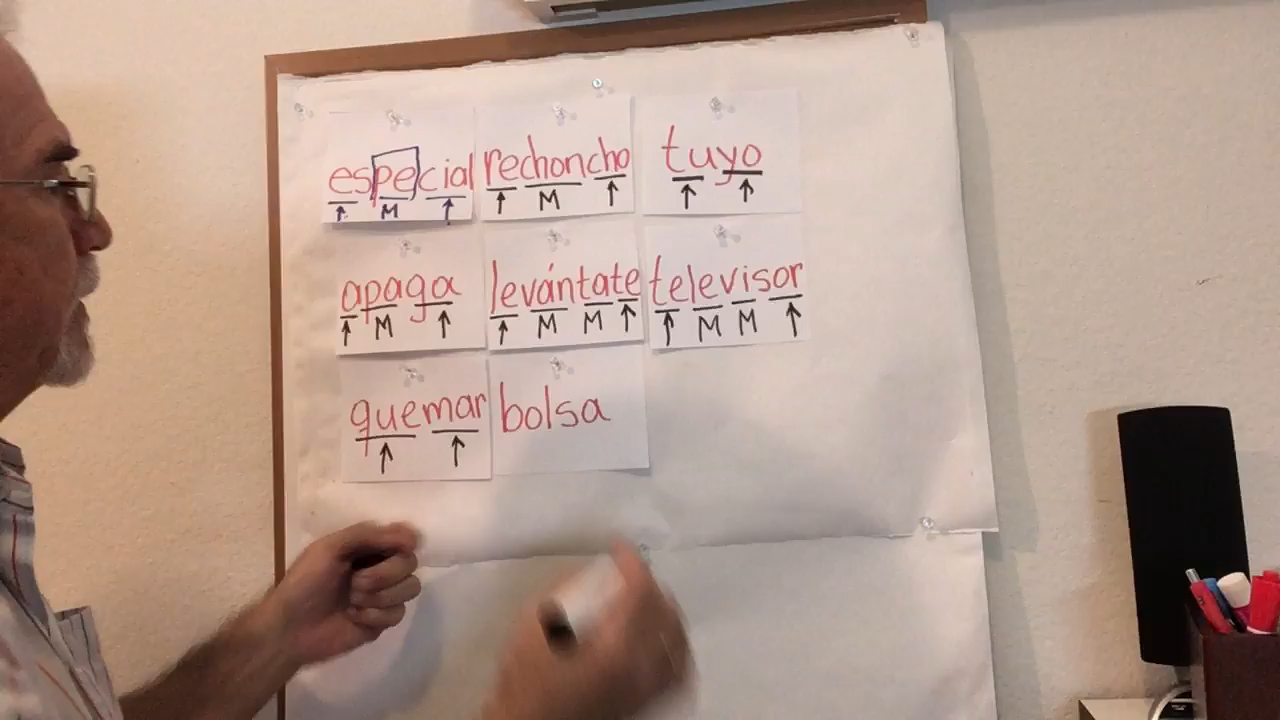 especial rechoncho tuyo
↑ M ↑ ↑ M ↑ ↑ ↑
apaga levántate televisor
↑ M ↑ ↑ M M ↑ ↑ M M ↑
quemar bolsa
↑ ↑